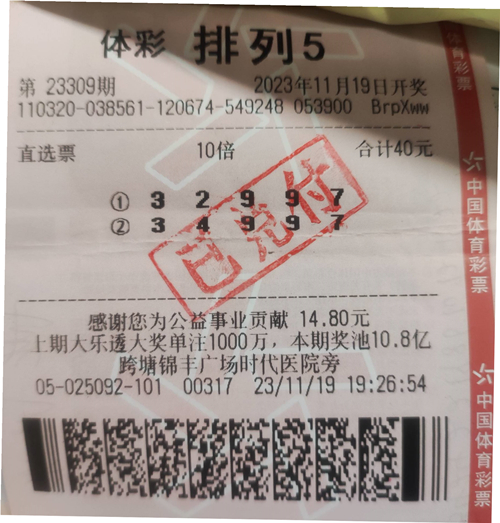 体彩 排列5
第 23309期 2023年11月19日开奖
110320-038561-120674-549248 053900 BrpXww
直选票 10倍 合计40元
① 3 2 9 9 7
② 3 4 9 9 7
已兑付
感谢您为公益事业贡献 14.80元
上期大乐透大奖单注1000万，本期奖池10.8亿
跨塘锦丰广场时代医院旁
05-025092-101 00317 23/11/19 19:26:54
体育彩票
中国体育彩票
中国体育彩票